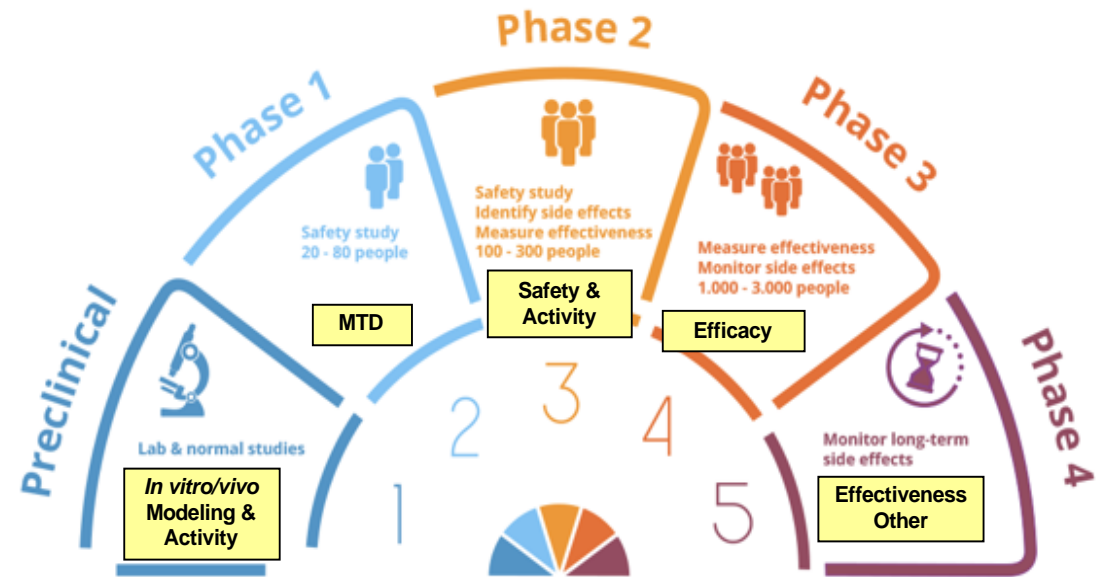 Preclinical
Lab & normal studies
In vitro/vivo
Modeling &
Activity
1
Phase 1
Safety study
20 - 80 people
MTD
2
Phase 2
Safety study
Identify side effects
Measure effectiveness
100 - 300 people
Safety &
Activity
3
Phase 3
Measure effectiveness
Monitor side effects
1.000 - 3.000 people
Efficacy
4
Phase 4
Monitor long-term
side effects
Effectiveness
Other
5